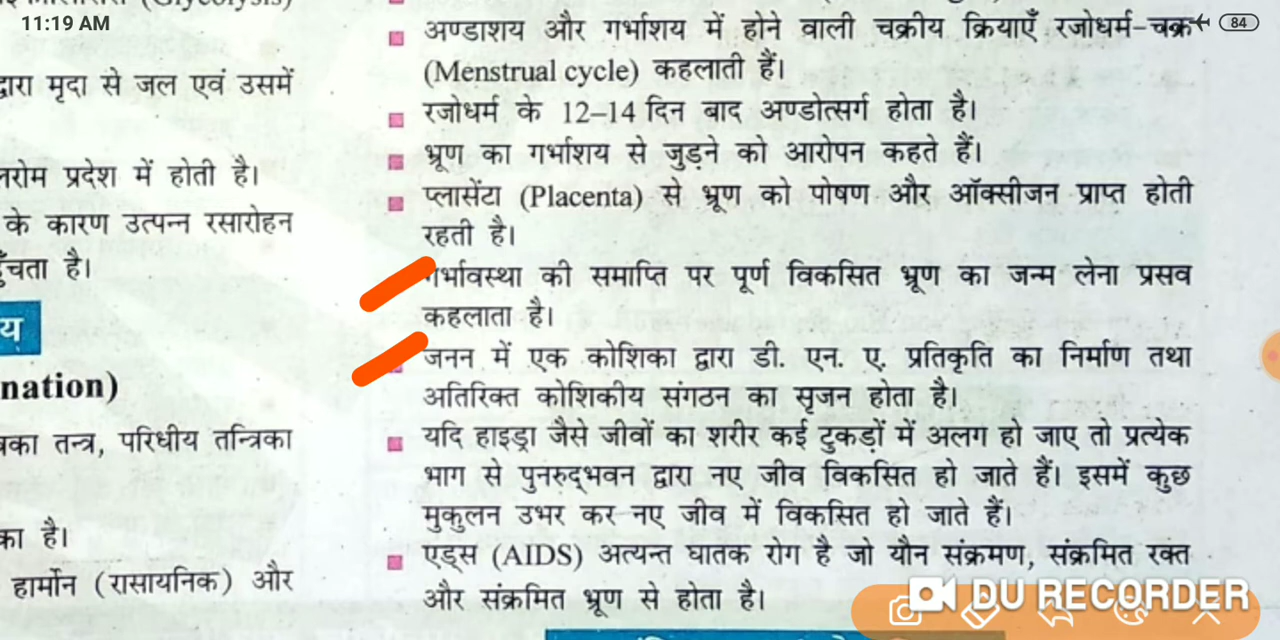 11:19 AM
84
द्वारा मृदा से जल एवं उसमें
प्रदेश में होती है।
के कारण उत्पन्न रसारोहन
है।
य
nation)
तन्त्र, परिधीय तन्त्रिका
का है।
हार्मोन (रासायनिक) और
अण्डाशय और गर्भाशय में होने वाली चक्रीय क्रियाएँ रजोधर्म-चक्र
(Menstrual cycle) कहलाती हैं।
रजोधर्म के 12–14 दिन बाद अण्डोत्सर्ग होता है।
भ्रूण का गर्भाशय से जुड़ने को आरोपन कहते हैं।
प्लासेंटा (Placenta) से भ्रूण को पोषण और ऑक्सीजन प्राप्त होती
रहती है।
गर्भावस्था की समाप्ति पर पूर्ण विकसित भ्रूण का जन्म लेना प्रसव
कहलाता है।
जनन में एक कोशिका द्वारा डी. एन. ए. प्रतिकृति का निर्माण तथा
अतिरिक्त कोशिकीय संगठन का सृजन होता है।
यदि हाइड्रा जैसे जीवों का शरीर कई टुकड़ों में अलग हो जाए तो प्रत्येक
भाग से पुनरुद्भवन द्वारा नए जीव विकसित हो जाते हैं। इसमें कुछ
मुकुलन उभर कर नए जीव में विकसित हो जाते हैं।
एड्स (AIDS) अत्यन्त घातक रोग है जो यौन संक्रमण, संक्रमित रक्त
और संक्रमित भ्रूण से होता है।
DU RECORDER